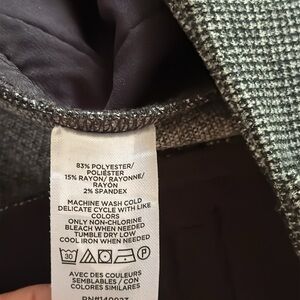 83% POLYESTER/
POLIÉSTER
15% RAYON/RAYONNE/
RAYÓN
2% SPANDEX
MACHINE WASH COLD
DELICATE CYCLE WITH LIKE
COLORS
ONLY NON-CHLORINE
BLEACH WHEN NEEDED
TUMBLE DRY LOW
COOL IRON WHEN NEEDED
30
AVEC DES COULEURS
SEMBLABLES / CON
COLORES SIMILARES